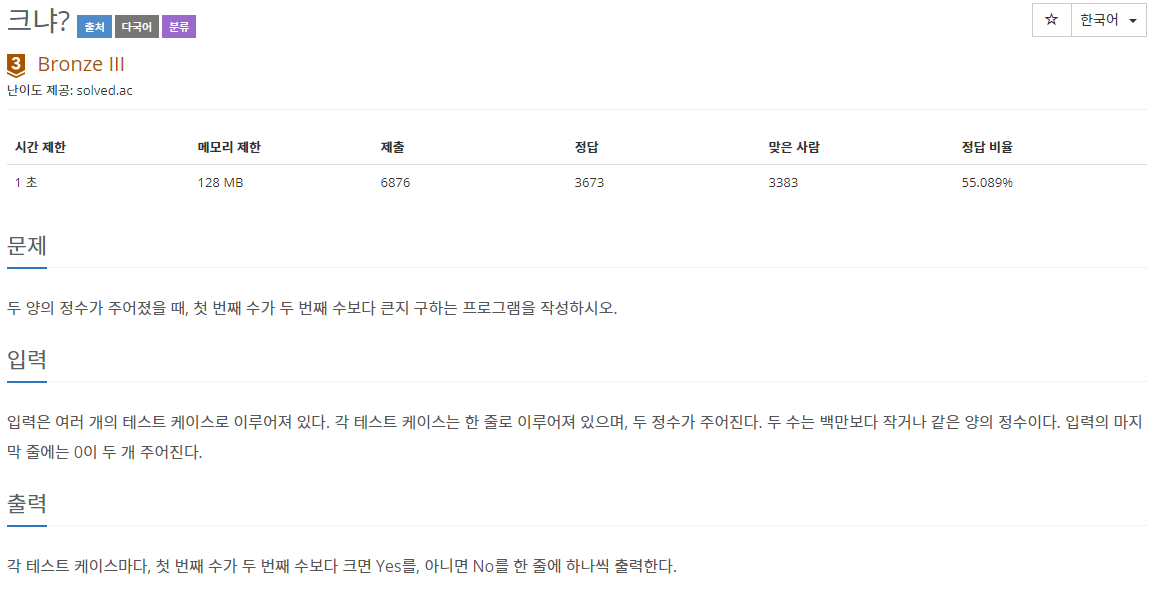 크냐? 출처 다국어 분류
☆ 한국어
3 Bronze III
난이도 제공: solved.ac
시간 제한 메모리 제한 제출 정답 맞은 사람 정답 비율
1 초 128 MB 6876 3673 3383 55.089%
문제
두 양의 정수가 주어졌을 때, 첫 번째 수가 두 번째 수보다 큰지 구하는 프로그램을 작성하시오.
입력
입력은 여러 개의 테스트 케이스로 이루어져 있다. 각 테스트 케이스는 한 줄로 이루어져 있으며, 두 정수가 주어진다. 두 수는 백만보다 작거나 같은 양의 정수이다. 입력의 마지
막 줄에는 0이 두 개 주어진다.
출력
각 테스트 케이스마다, 첫 번째 수가 두 번째 수보다 크면 Yes를, 아니면 No를 한 줄에 하나씩 출력한다.